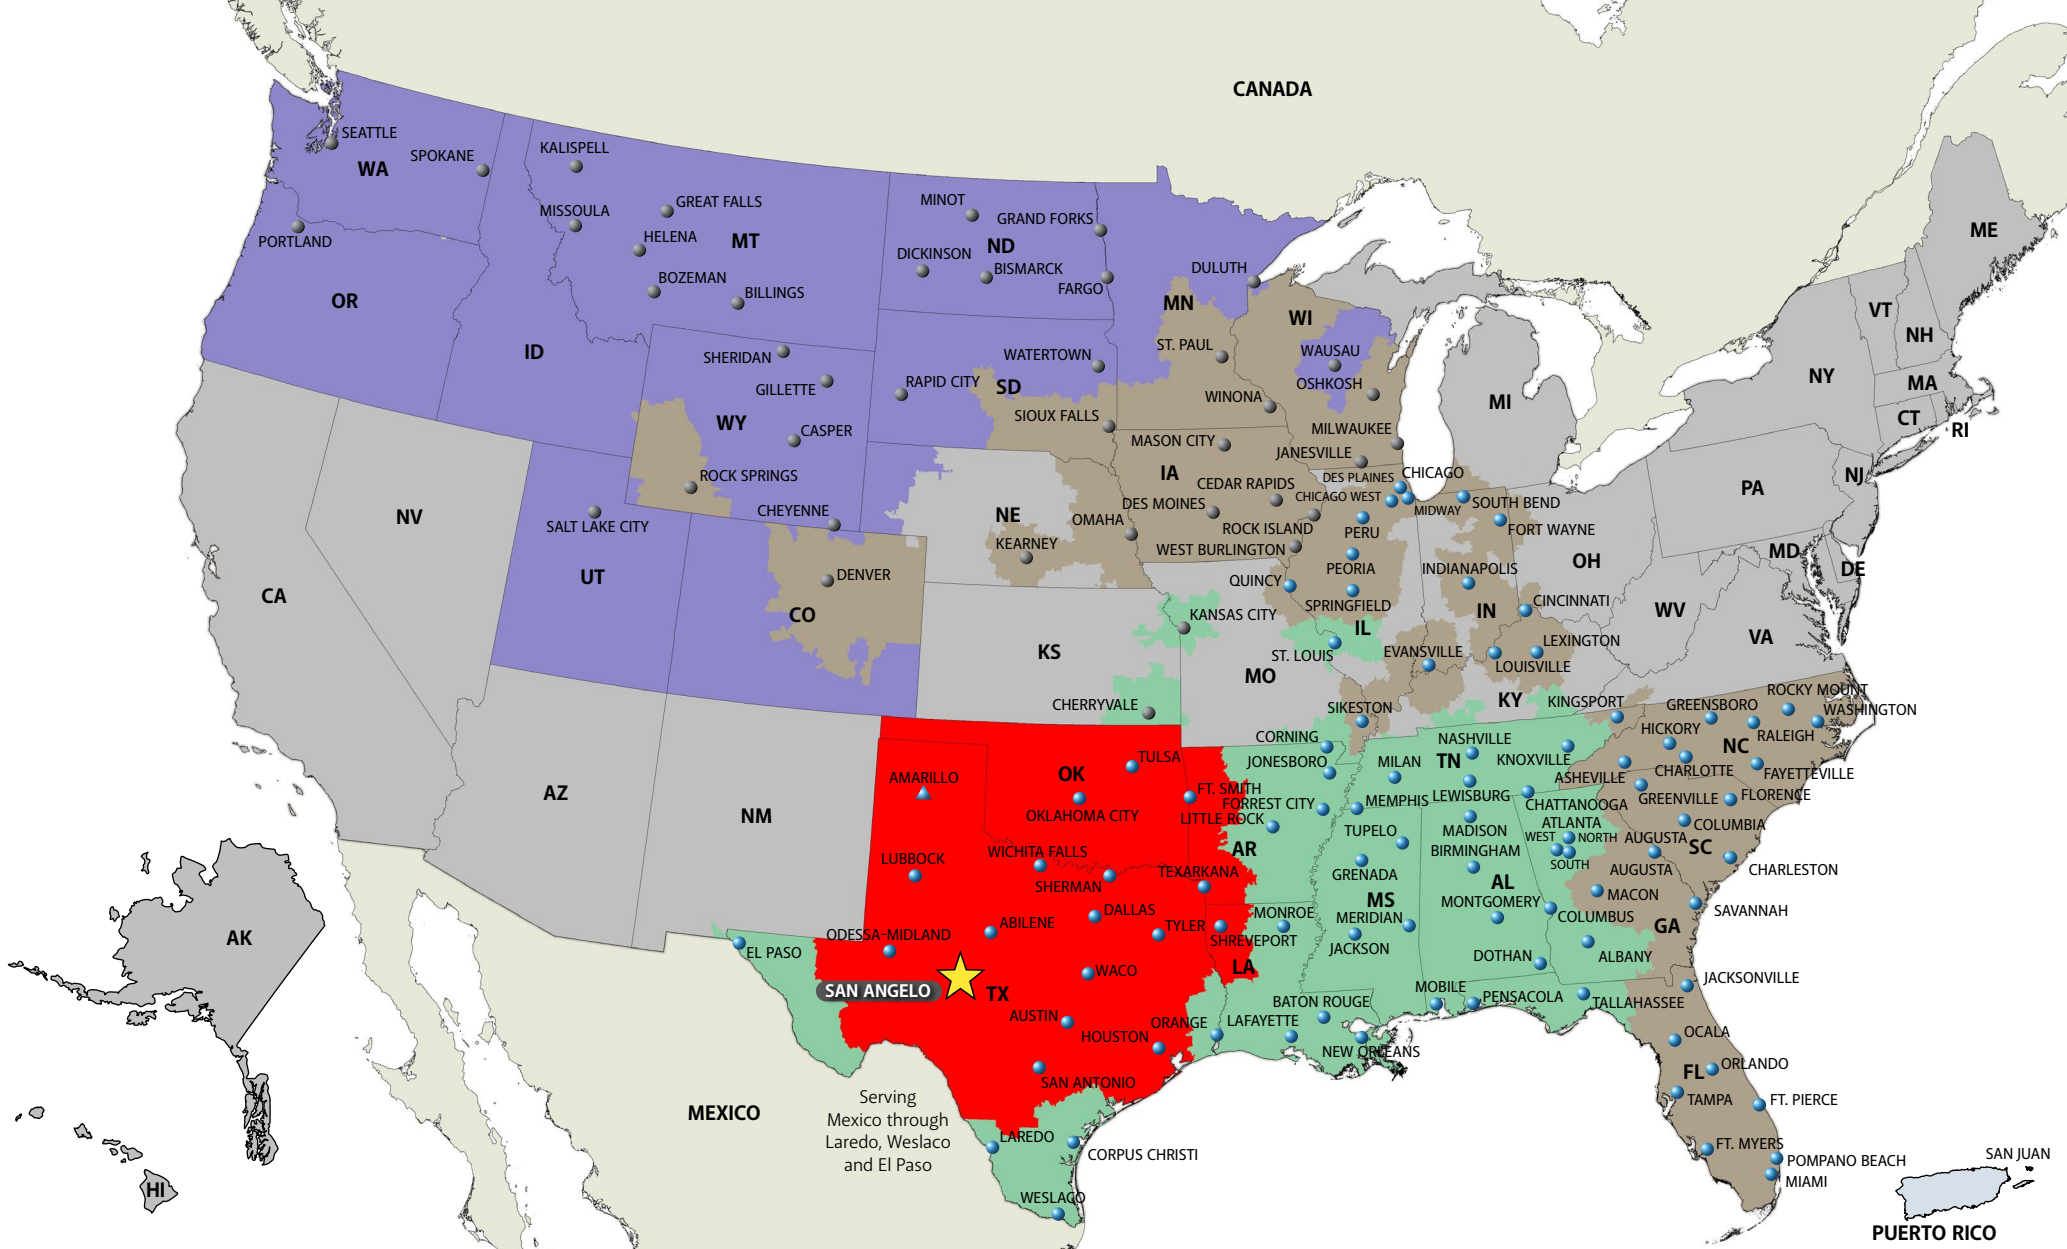 CANADA
SEATTLE
SPOKANE
WA
KALISPELL
GREAT FALLS
MISSOULA
HELENA
MT
BOZEMAN
BILLINGS
PORTLAND
OR
ID
MINOT
GRAND FORKS
ND
DICKINSON
BISMARCK
FARGO
DULUTH
MN
WI
ST. PAUL
WAUSAU
OSHKOSH
WINONA
MILWAUKEE
JANESVILLE
SHERIDAN
GILLETTE
WY
CASPER
ROCK SPRINGS
CHEYENNE
WATERTOWN
RAPID CITY
SD
SIOUX FALLS
MASON CITY
IA
CEDAR RAPIDS
DES MOINES
ROCK ISLAND
WEST BURLINGTON
OMAHA
NE
KEARNEY
DES PLAINES
CHICAGO
CHICAGO WEST
MIDWAY
SOUTH BEND
FORT WAYNE
PERU
PEORIA
INDIANAPOLIS
QUINCY
SPRINGFIELD
IL
IN
CINCINNATI
LEXINGTON
LOUISVILLE
EVANSVILLE
ST. LOUIS
KANSAS CITY
MI
OH
ME
VT
NH
NY
MA
CT
RI
NJ
PA
MD
DE
WV
VA
CA
NV
SALT LAKE CITY
UT
DENVER
CO
KS
CHERRYVALE
MO
SIKESTON
KY
KINGSPORT
AZ
NM
OK
TULSA
OKLAHOMA CITY
AMARILLO
LUBBOCK
WICHITA FALLS
SHERMAN
TEXARKANA
ABILENE
DALLAS
TYLER
ODESSA-MIDLAND
EL PASO
SAN ANGELO
TX
WACO
AUSTIN
HOUSTON
SAN ANTONIO
LAREDO
CORPUS CHRISTI
WESLACO
ORANGE
CORNING
JONESBORO
FT. SMITH
FORREST CITY
LITTLE ROCK
AR
MONROE
SHREVEPORT
LA
LAFAYETTE
BATON ROUGE
NEW ORLEANS
NASHVILLE
TN
MILAN
KNOXVILLE
MEMPHIS
LEWISBURG
CHATTANOOGA
TUPELO
GRENADA
MS
MERIDIAN
JACKSON
MADISON
BIRMINGHAM
AL
MONTGOMERY
DOTHAN
MOBILE
PENSACOLA
ATLANTA
WEST
NORTH
SOUTH
AUGUSTA
AUGUSTA
MACON
COLUMBUS
GA
ALBANY
SAVANNAH
ROCKY MOUNT
GREENSBORO
WASHINGTON
HICKORY
NC
RALEIGH
ASHEVILLE
CHARLOTTE
FAYETTEVILLE
GREENVILLE
FLORENCE
COLUMBIA
SC
CHARLESTON
TALLAHASSEE
JACKSONVILLE
OCALA
ORLANDO
FL
TAMPA
FT. PIERCE
FT. MYERS
POMPANO BEACH
MIAMI
AK
HI
MEXICO
Serving
Mexico through
Laredo, Weslaco
and El Paso
SAN JUAN
PUERTO RICO